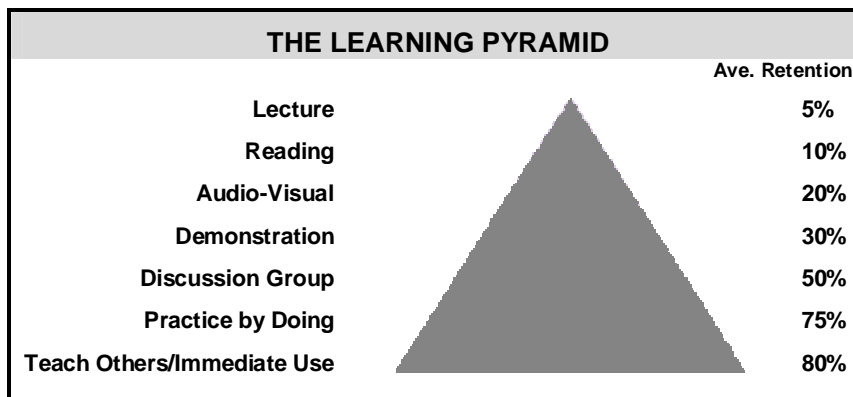 THE LEARNING PYRAMID
Ave. Retention
Lecture 5%
Reading 10%
Audio-Visual 20%
Demonstration 30%
Discussion Group 50%
Practice by Doing 75%
Teach Others/Immediate Use 80%